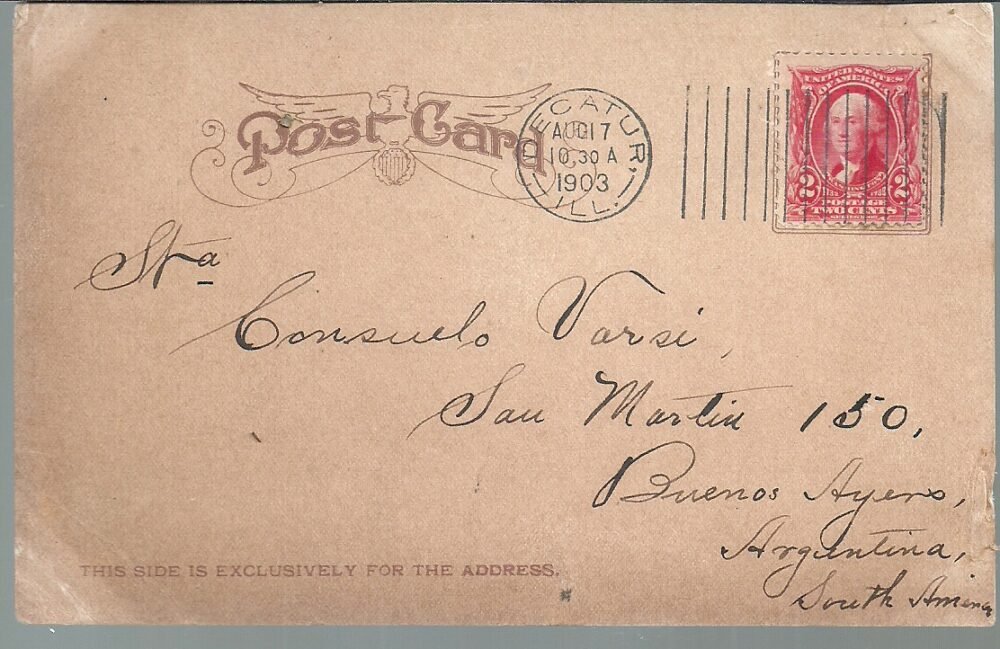 Post Card
DECATUR, ILL.
AUG 17
10.30 A
1903
UNITED STATES
OF AMERICA
2 2
POSTAGE
TWO CENTS
Sta
Consuelo Varsi,
San Martin 150,
Buenos Ayers,
Argentina,
South America
THIS SIDE IS EXCLUSIVELY FOR THE ADDRESS.